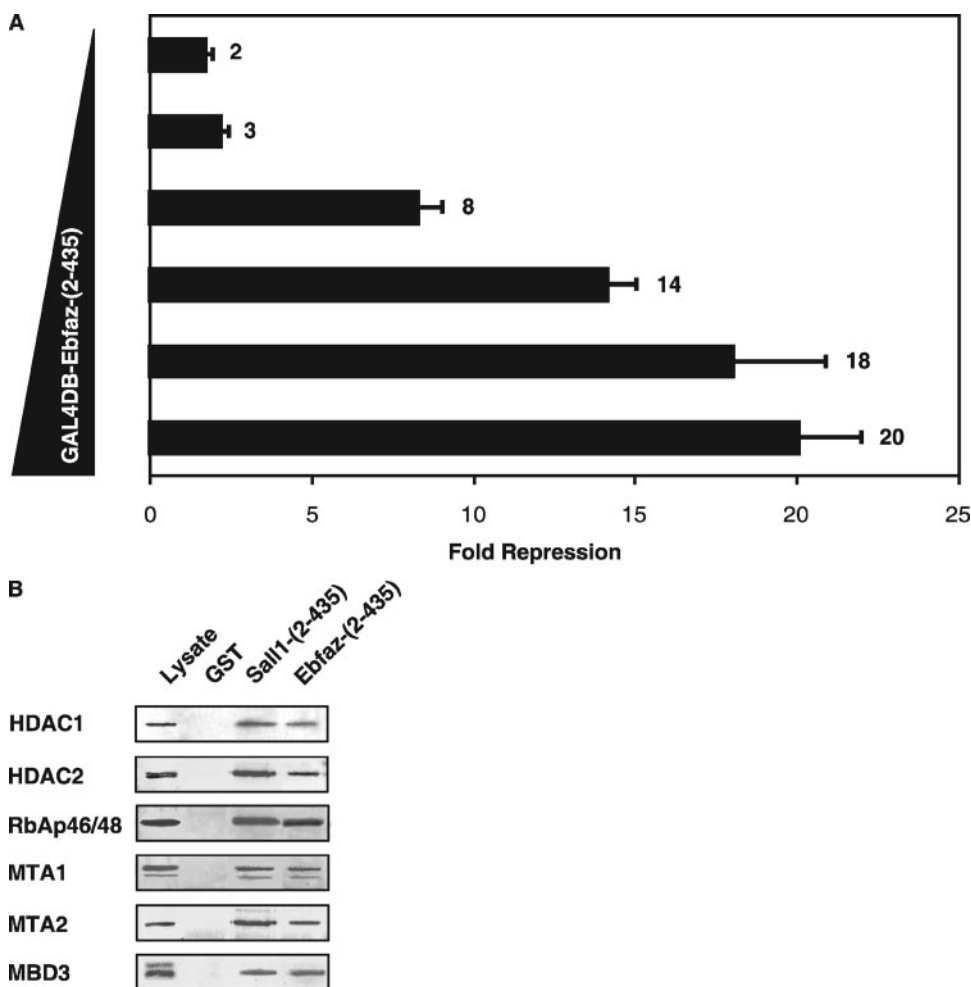 A
GAL4DB-Ebfaz-(2-435)
2
3
8
14
18
20
0 5 10 15 20 25
Fold Repression
B
Lysate GST Sall1-(2-435) Ebfaz-(2-435)
HDAC1
HDAC2
RbAp46/48
MTA1
MTA2
MBD3